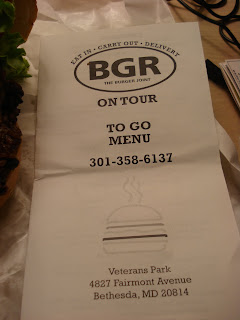 EAT IN • CARRY OUT • DELIVERY
BGR
THE BURGER JOINT
ON TOUR
TO GO
MENU
301-358-6137
Veterans Park
4827 Fairmont Avenue
Bethesda, MD 20814